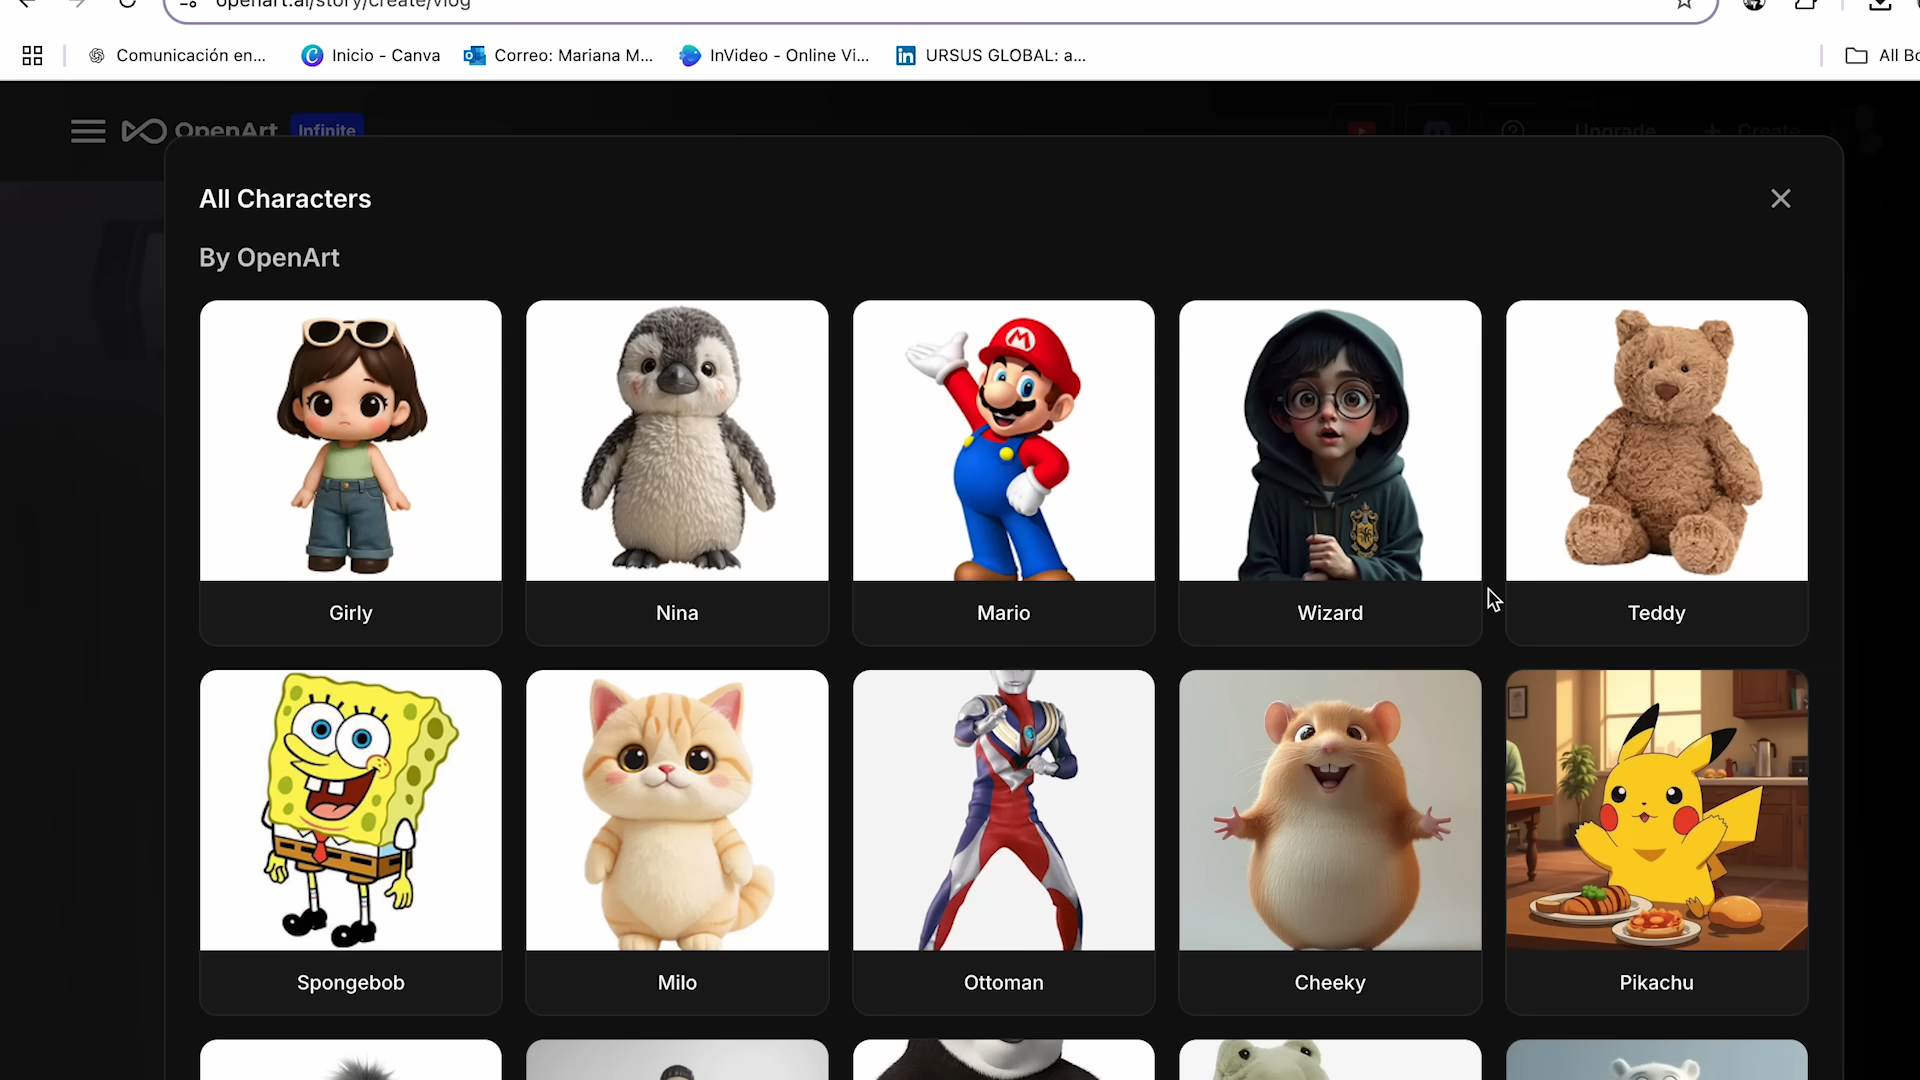 openart.ai/story/create/vlog
Comunicación en...
Inicio - Canva
Correo: Mariana M...
InVideo - Online Vi...
URSUS GLOBAL: a...
All Bo
OpenArt
Infinite
Upgrade
+ Create
All Characters
By OpenArt
Girly
Nina
Mario
Wizard
Teddy
Spongebob
Milo
Ottoman
Cheeky
Pikachu